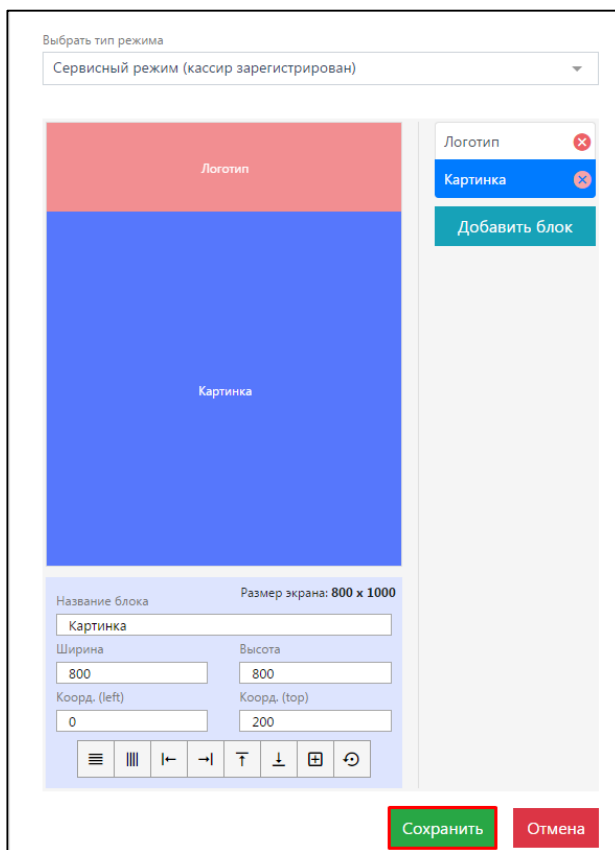 Выбрать тип режима
Сервисный режим (кассир зарегистрирован)
Логотип
Картинка
Логотип
Картинка
Добавить блок
Размер экрана: 800 x 1000
Название блока
Картинка
Ширина
Высота
800
800
Коорд. (left)
Коорд. (top)
0
200
Сохранить
Отмена